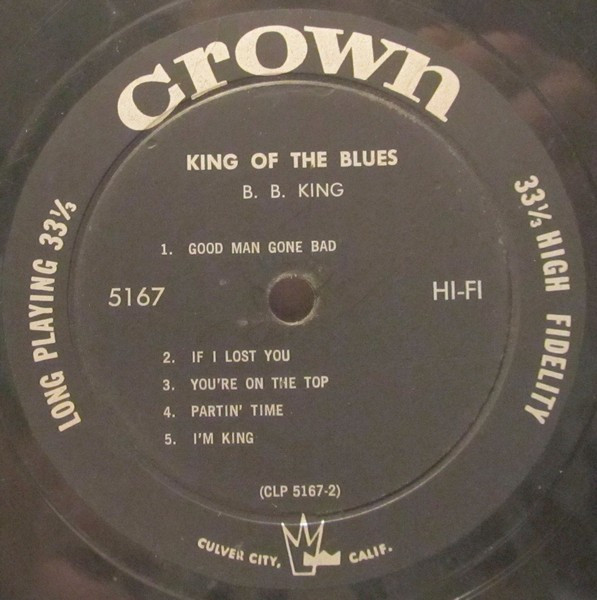 crown
KING OF THE BLUES
B. B. KING
1. GOOD MAN GONE BAD
5167
HI-FI
LONG PLAYING 33⅓
33⅓ HIGH FIDELITY
2. IF I LOST YOU
3. YOU'RE ON THE TOP
4. PARTIN' TIME
5. I'M KING
(CLP 5167-2)
CULVER CITY, CALIF.